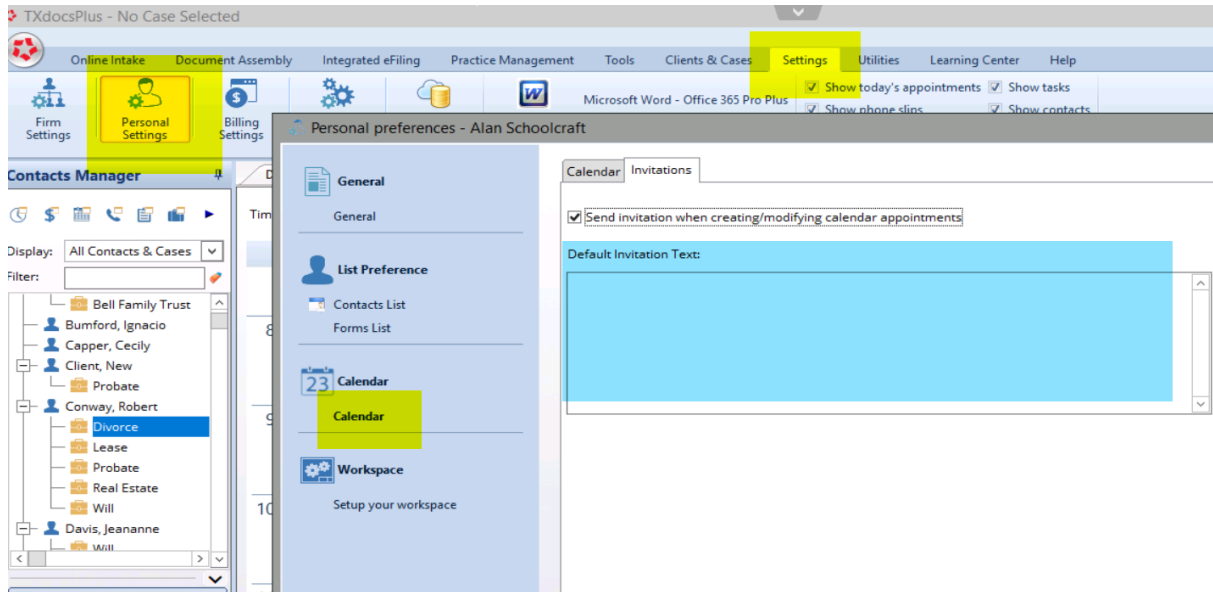 TXdocsPlus - No Case Selected
Online Intake Document Assembly Integrated eFiling Practice Management Tools Clients & Cases Settings Utilities Learning Center Help
Firm Settings
Personal Settings
Billing Settings
W
Microsoft Word - Office 365 Pro Plus
Show today's appointments Show tasks
Show phone slips Show contacts
Contacts Manager
Display: All Contacts & Cases
Filter:
Bell Family Trust
Bumford, Ignacio
Capper, Cecily
Client, New
Probate
Conway, Robert
Divorce
Lease
Probate
Real Estate
Will
Davis, Jeananne
Will
D
Tim
8
9
10
Personal preferences - Alan Schoolcraft
General
General
List Preference
Contacts List
Forms List
23 Calendar
Calendar
Workspace
Setup your workspace
Calendar Invitations
Send invitation when creating/modifying calendar appointments
Default Invitation Text: